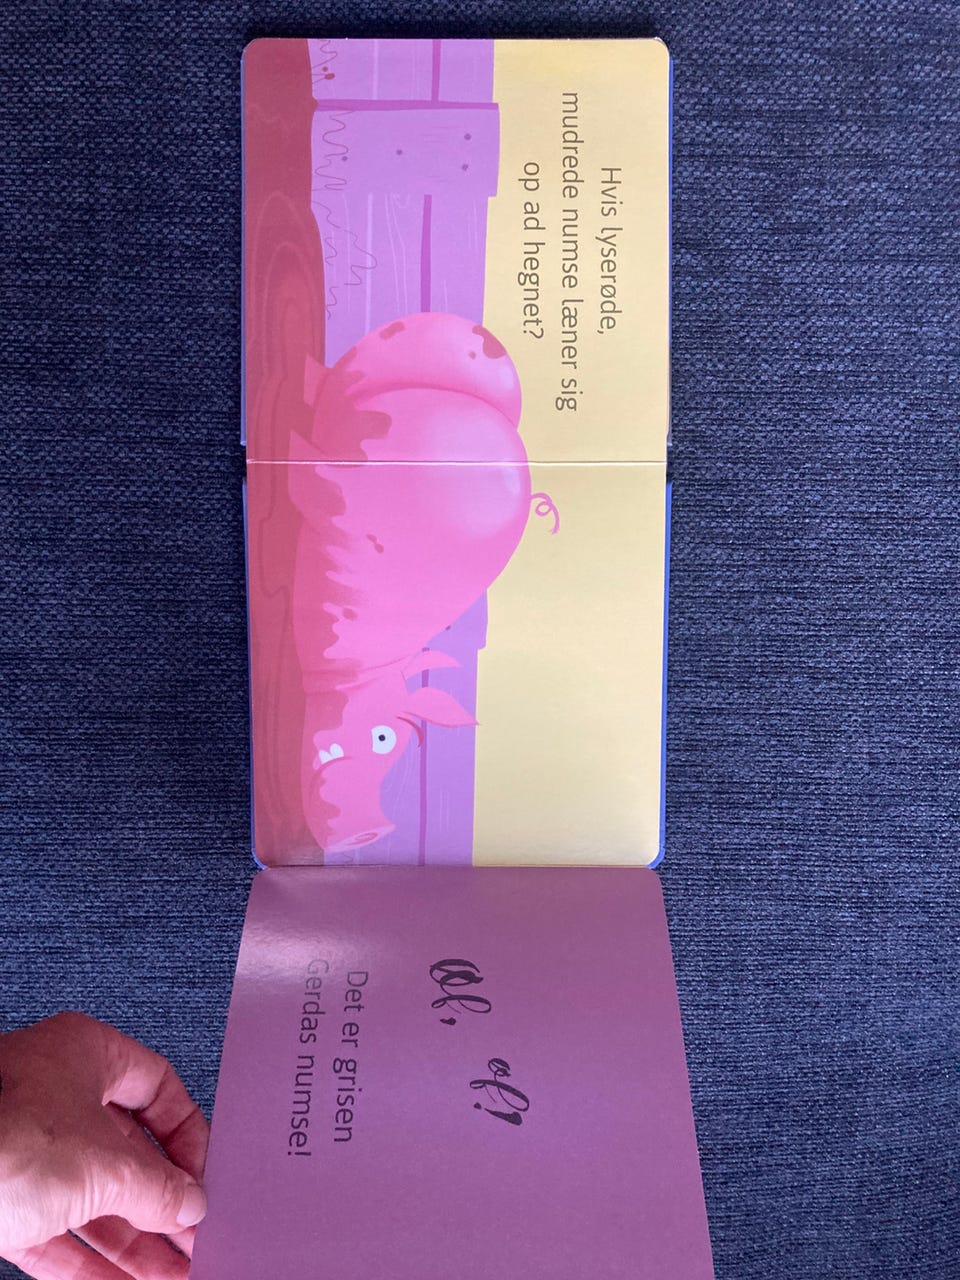 Hvis lyserøde,
mudrede numse læner sig
op ad hegnet?
Øf, øf!
Det er grisen
Gerdas numse!